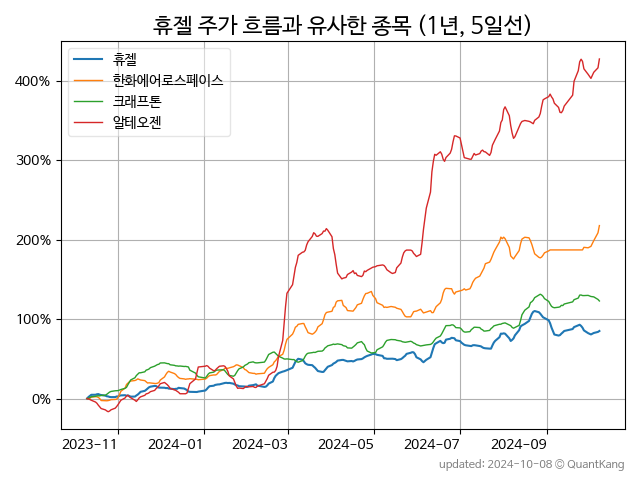 휴젤 주가 흐름과 유사한 종목 (1년, 5일선)
휴젤
한화에어로스페이스
크래프톤
알테오젠
400%
300%
200%
100%
0%
2023-11 2024-01 2024-03 2024-05 2024-07 2024-09
updated: 2024-10-08 © QuantKang